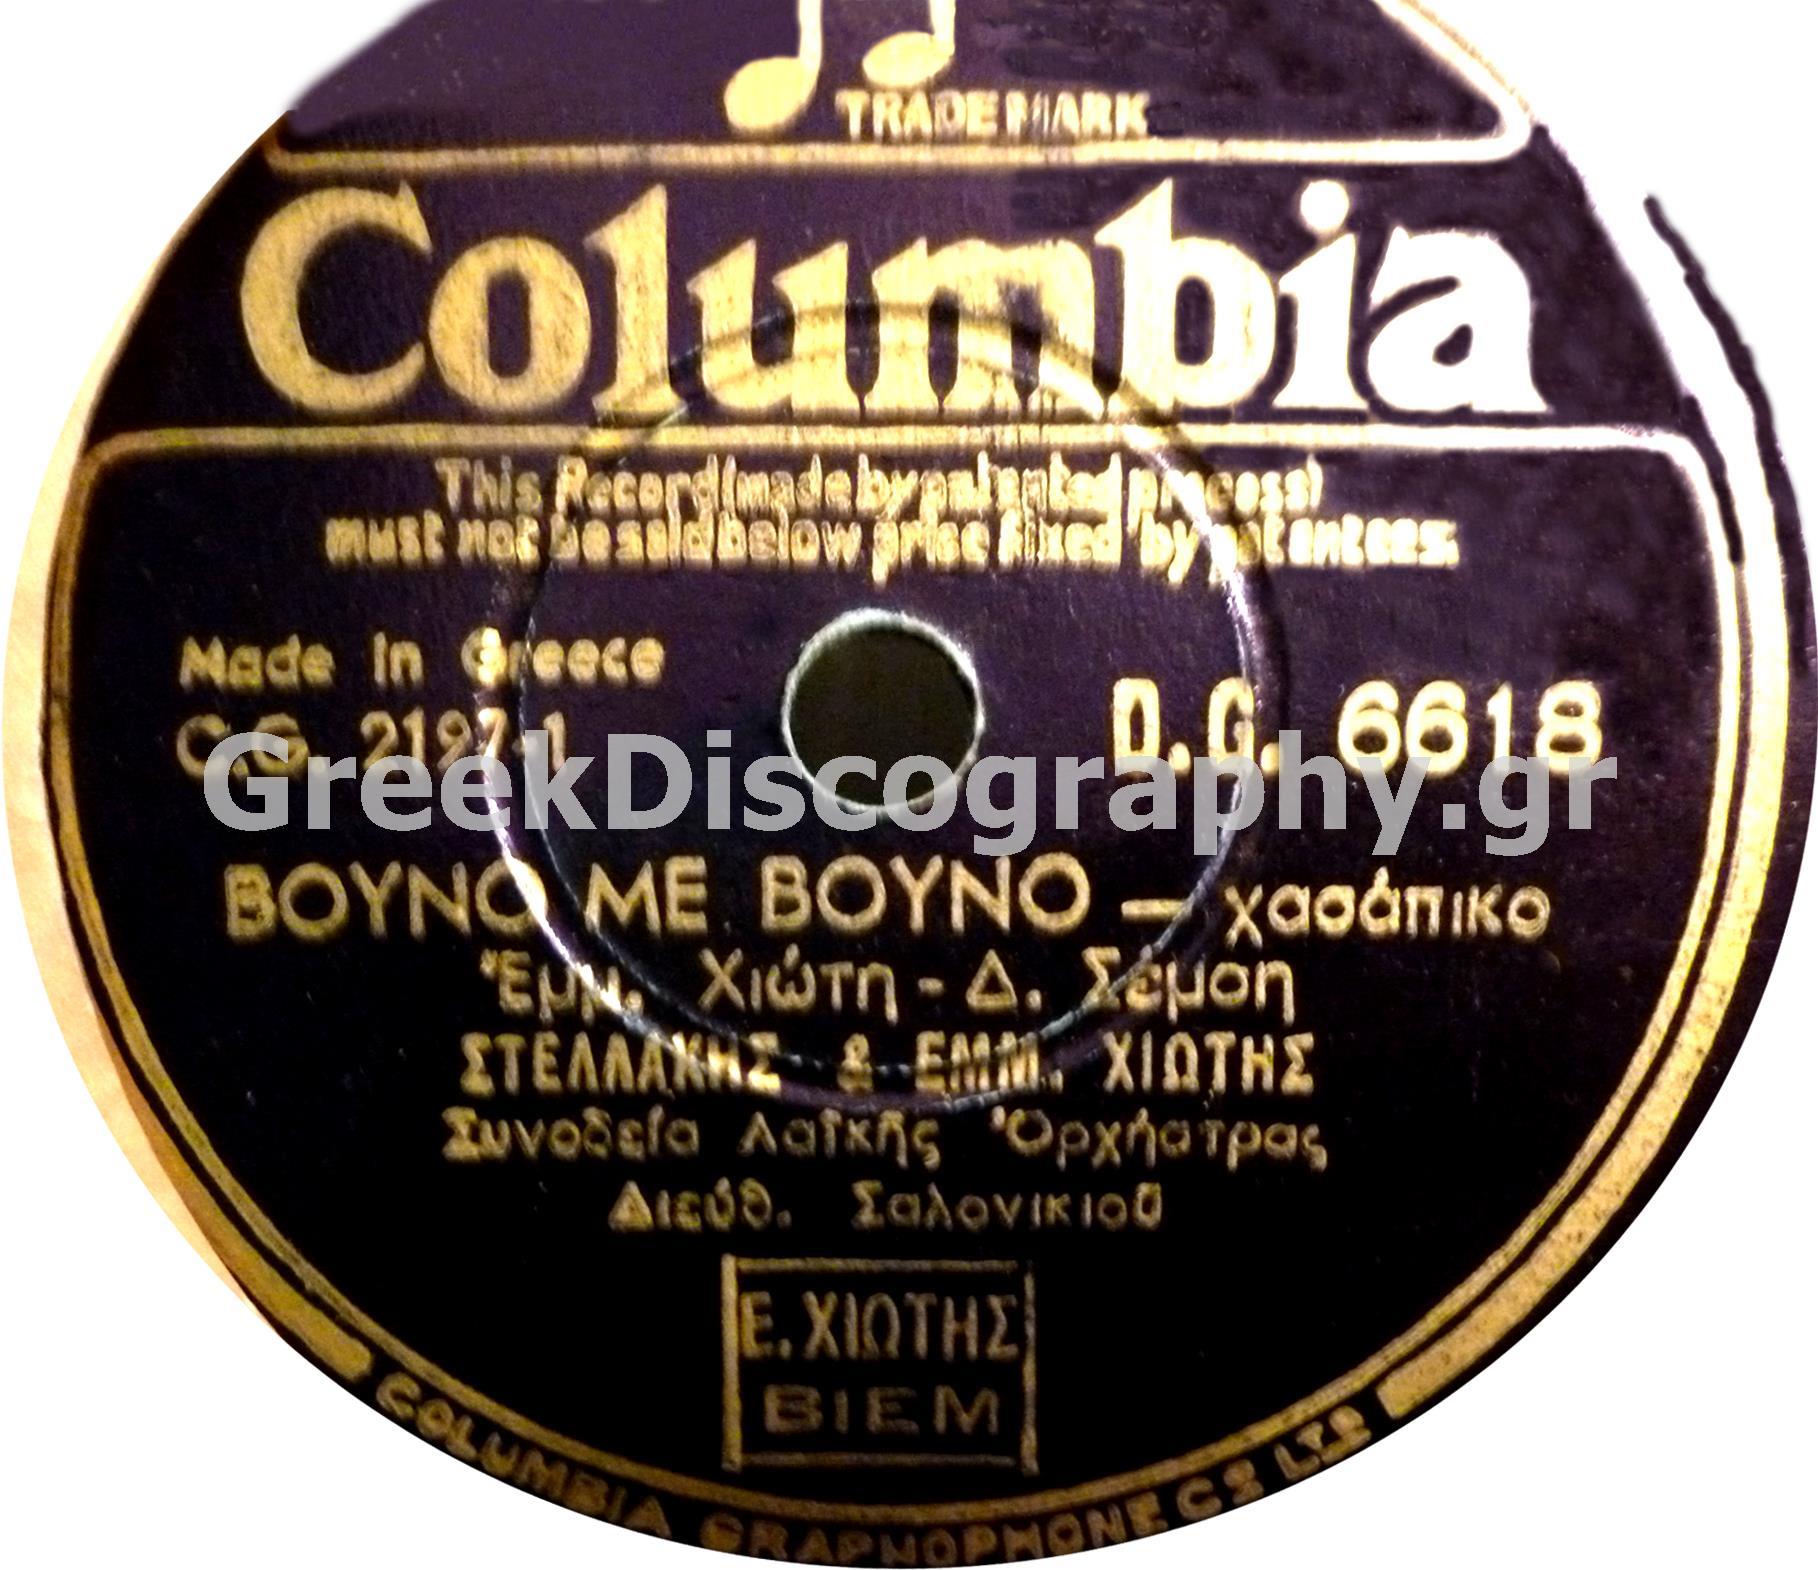 TRADE MARK
Columbia
This Record (made by patented process)
must not be sold below price fixed by patentees.
Made in Greece
C.G. 2197-1
D.G. 6618
GreekDiscography.gr
ΒΟΥΝΟ ΜΕ ΒΟΥΝΟ — χασάπικο
Ἐμμ. Χιώτη - Δ. Σέμση
ΣΤΕΛΛΑΚΗΣ & ΕΜΜ. ΧΙΩΤΗΣ
Συνοδεία Λαϊκῆς Ὀρχήστρας
Διεύθ. Σαλονικιοῦ
Ε. ΧΙΩΤΗΣ
BIEM
COLUMBIA GRAPHOPHONE Cº LTD